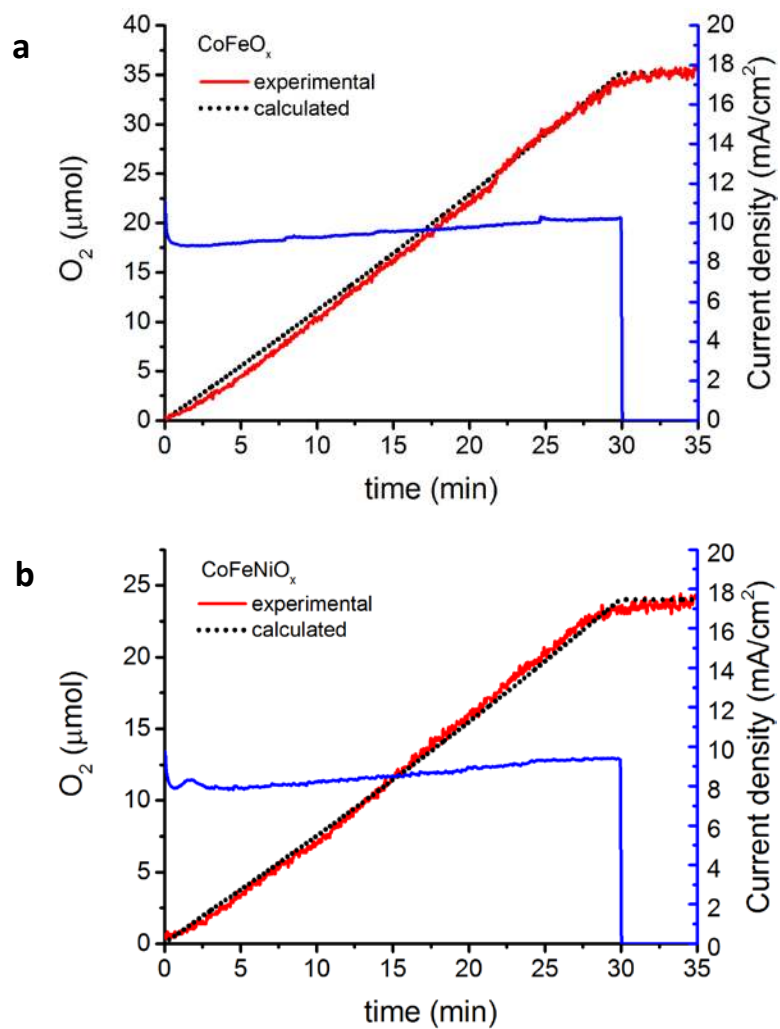 a
CoFeOₓ
experimental
calculated
O₂ (μmol)
40
35
30
25
20
15
10
5
0
20
18
16
14
12
10
8
6
4
2
0
Current density (mA/cm²)
0 5 10 15 20 25 30 35
time (min)
b
CoFeNiOₓ
experimental
calculated
O₂ (μmol)
25
20
15
10
5
0
20
18
16
14
12
10
8
6
4
2
0
Current density (mA/cm²)
0 5 10 15 20 25 30 35
time (min)